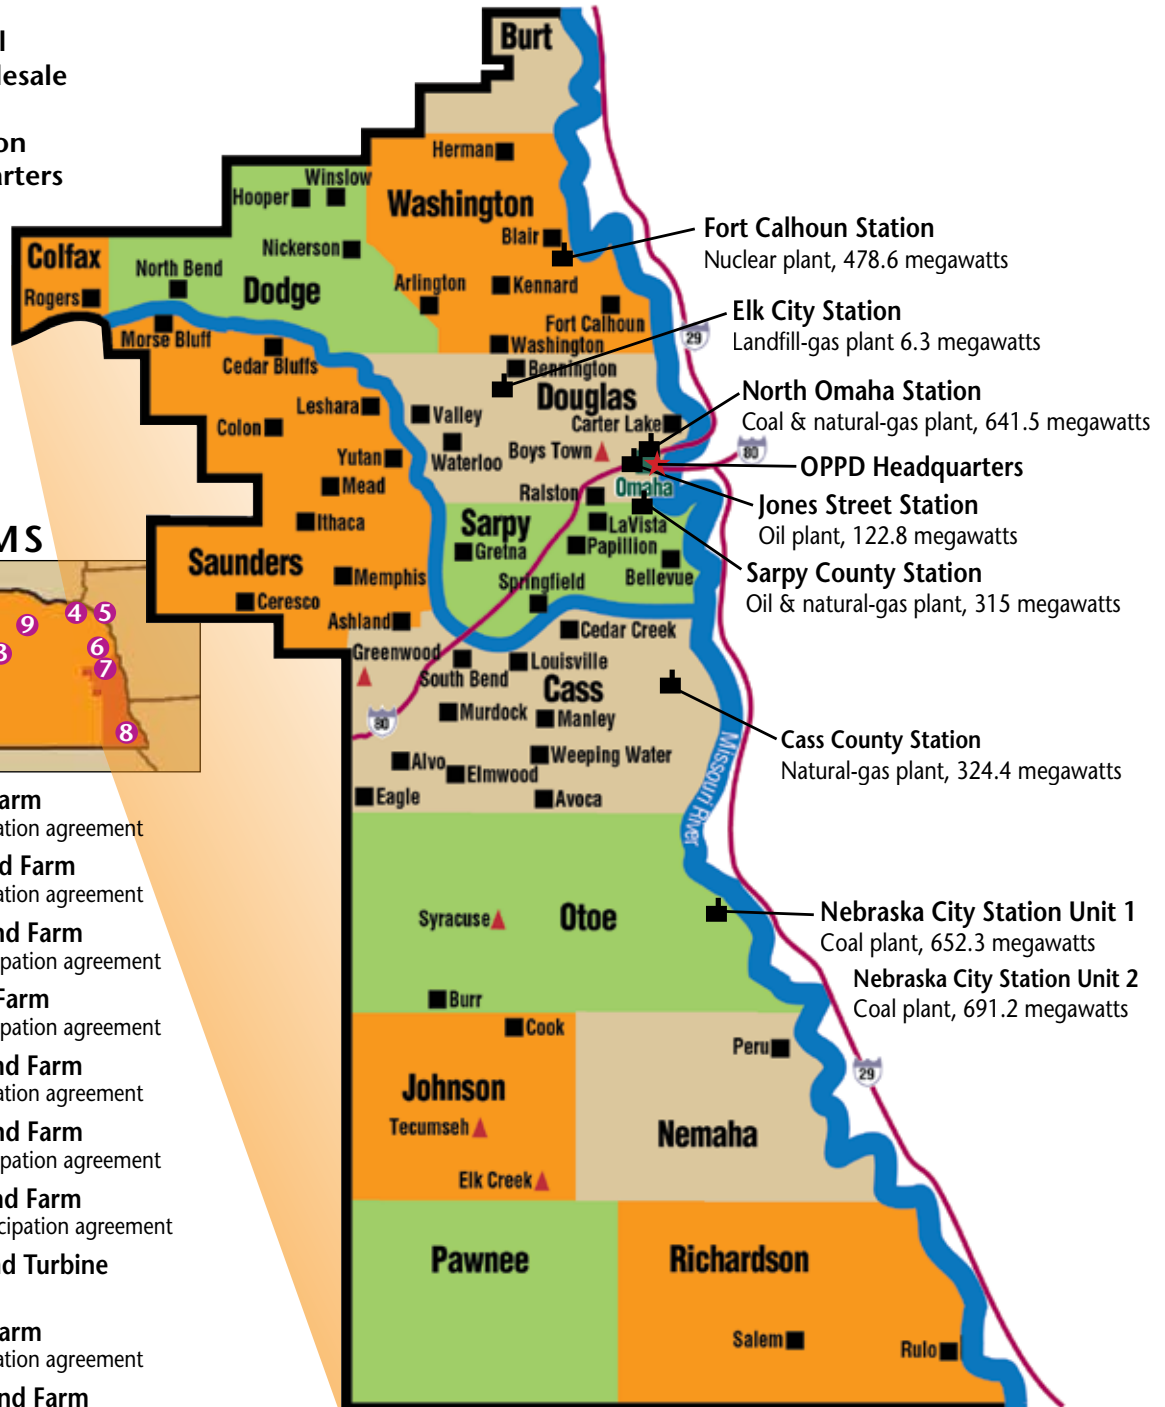 l
lesale
on
arters
Burt
Herman
Winslow
Hooper
Washington
Nickerson
Blair
Fort Calhoun Station
Nuclear plant, 478.6 megawatts
Colfax
North Bend
Rogers
Dodge
Arlington
Kennard
Fort Calhoun
Elk City Station
Landfill-gas plant 6.3 megawatts
29
Morse Bluff
Washington
Cedar Bluffs
Bennington
Douglas
North Omaha Station
Coal & natural-gas plant, 641.5 megawatts
Leshara
Valley
Carter Lake
Colon
Boys Town
80
Waterloo
Yutan
OPPD Headquarters
Mead
Ralston
Omaha
Jones Street Station
Oil plant, 122.8 megawatts
Ithaca
Sarpy
LaVista
Gretna
Papillion
Saunders
Memphis
Springfield
Bellevue
Sarpy County Station
Oil & natural-gas plant, 315 megawatts
Ceresco
Ashland
Cedar Creek
MS
9
4
5
3
6
7
8
Greenwood
South Bend
Louisville
Cass
80
Murdock
Manley
Cass County Station
Natural-gas plant, 324.4 megawatts
Weeping Water
Alvo
Elmwood
Eagle
Avoca
Missouri River
Syracuse
Otoe
Nebraska City Station Unit 1
Coal plant, 652.3 megawatts
Nebraska City Station Unit 2
Coal plant, 691.2 megawatts
Burr
Cook
Peru
29
Johnson
Tecumseh
Nemaha
Elk Creek
Pawnee
Richardson
Salem
Rulo
arm
ation agreement
d Farm
ation agreement
nd Farm
ipation agreement
Farm
ipation agreement
nd Farm
ation agreement
nd Farm
ipation agreement
nd Farm
cipation agreement
nd Turbine
arm
ation agreement
nd Farm